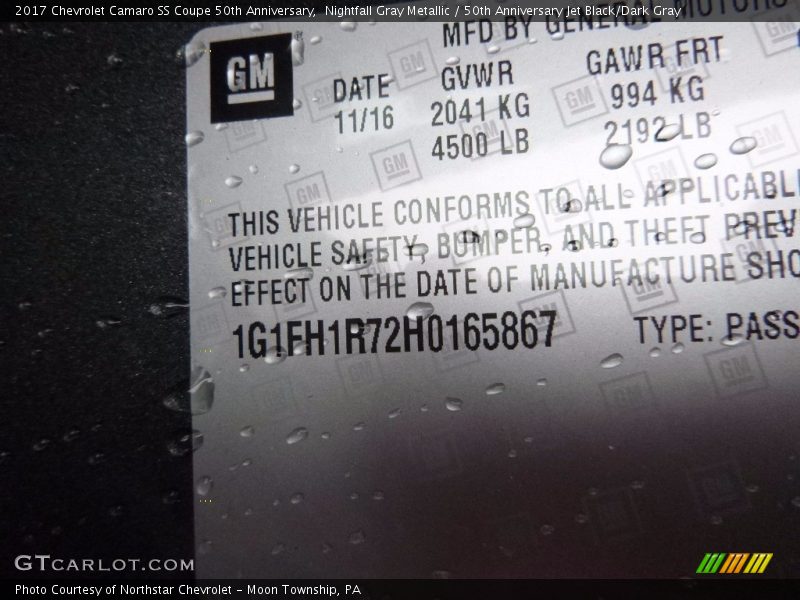 2017 Chevrolet Camaro SS Coupe 50th Anniversary, Nightfall Gray Metallic / 50th Anniversary Jet Black/Dark Gray
MFD BY GENERAL MOTORS
GM
DATE GVWR GAWR FRT
11/16 2041 KG 994 KG
4500 LB 2192 LB
THIS VEHICLE CONFORMS TO ALL APPLICABL
VEHICLE SAFETY, BUMPER, AND THEFT PREV
EFFECT ON THE DATE OF MANUFACTURE SHO
1G1FH1R72H0165867 TYPE: PASS
GTCARLOT.COM
Photo Courtesy of Northstar Chevrolet - Moon Township, PA